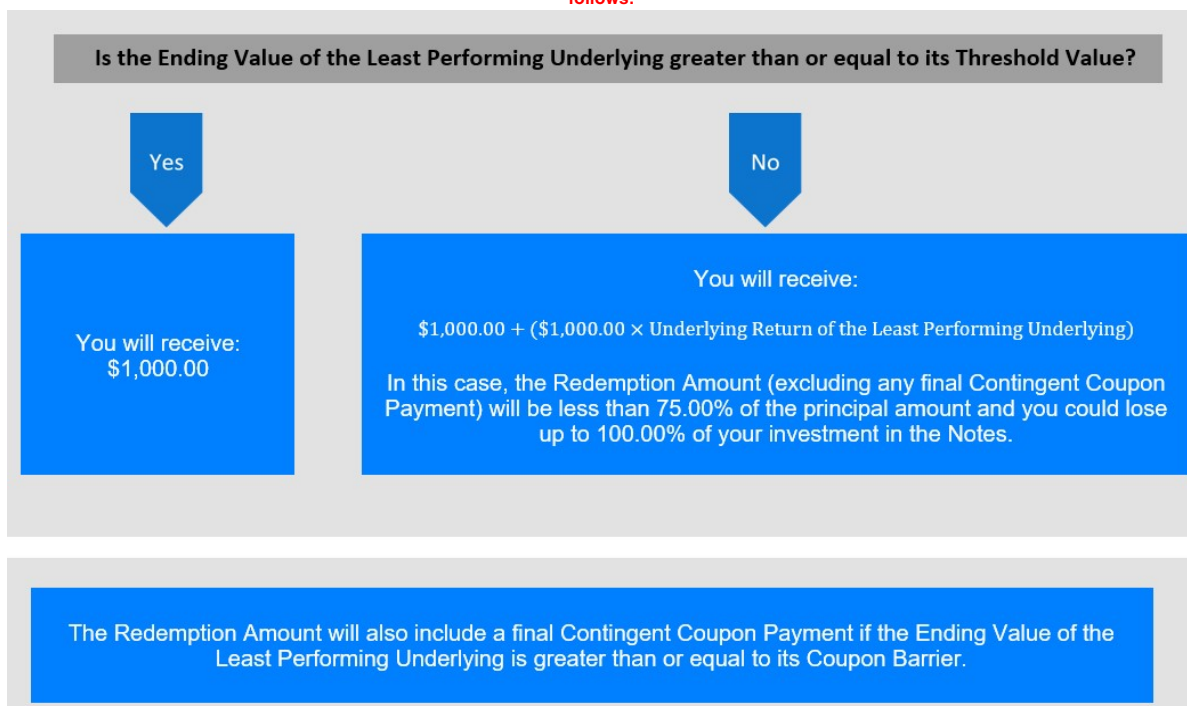 follows:
Is the Ending Value of the Least Performing Underlying greater than or equal to its Threshold Value?
Yes
No
You will receive:
$1,000.00
You will receive:
$1,000.00 + ($1,000.00 × Underlying Return of the Least Performing Underlying)
In this case, the Redemption Amount (excluding any final Contingent Coupon
Payment) will be less than 75.00% of the principal amount and you could lose
up to 100.00% of your investment in the Notes.
The Redemption Amount will also include a final Contingent Coupon Payment if the Ending Value of the
Least Performing Underlying is greater than or equal to its Coupon Barrier.